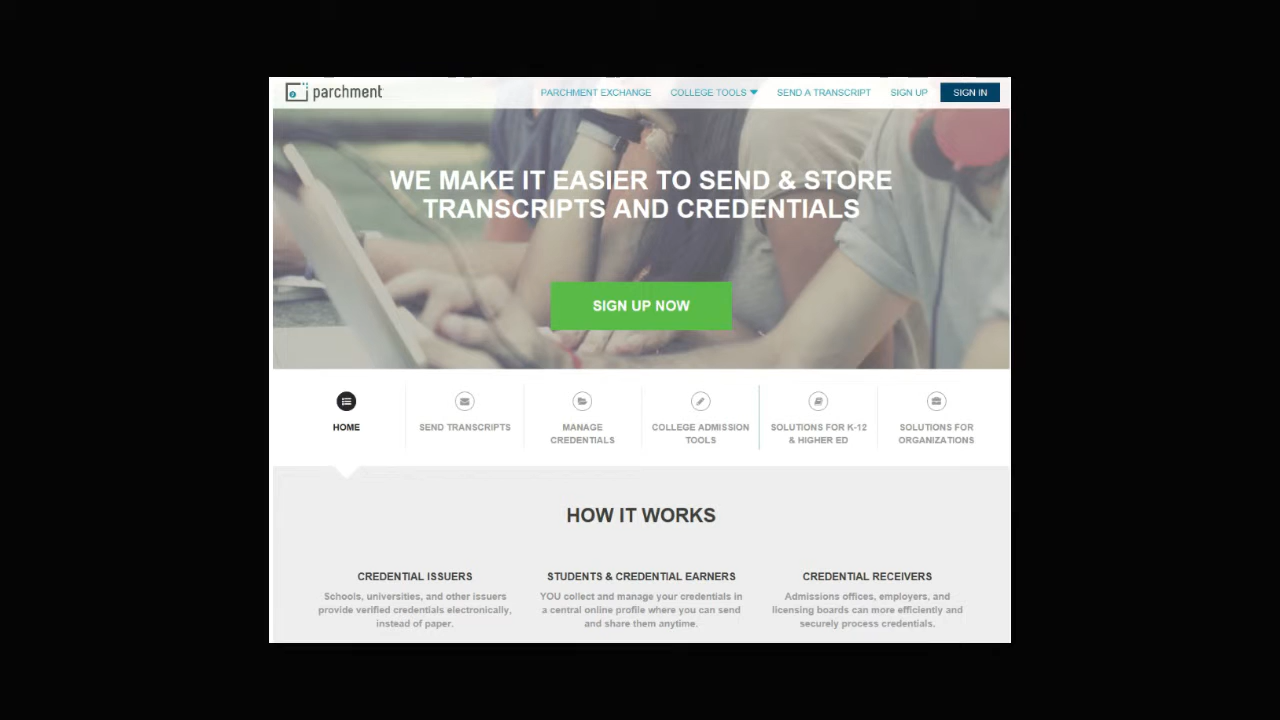 parchment
PARCHMENT EXCHANGE
COLLEGE TOOLS
SEND A TRANSCRIPT
SIGN UP
SIGN IN
WE MAKE IT EASIER TO SEND & STORE
TRANSCRIPTS AND CREDENTIALS
SIGN UP NOW
HOME
SEND TRANSCRIPTS
MANAGE
CREDENTIALS
COLLEGE ADMISSION
TOOLS
SOLUTIONS FOR K-12
& HIGHER ED
SOLUTIONS FOR
ORGANIZATIONS
HOW IT WORKS
CREDENTIAL ISSUERS
Schools, universities, and other issuers
provide verified credentials electronically,
instead of paper.
STUDENTS & CREDENTIAL EARNERS
YOU collect and manage your credentials in
a central online profile where you can send
and share them anytime.
CREDENTIAL RECEIVERS
Admissions offices, employers, and
licensing boards can more efficiently and
securely process credentials.